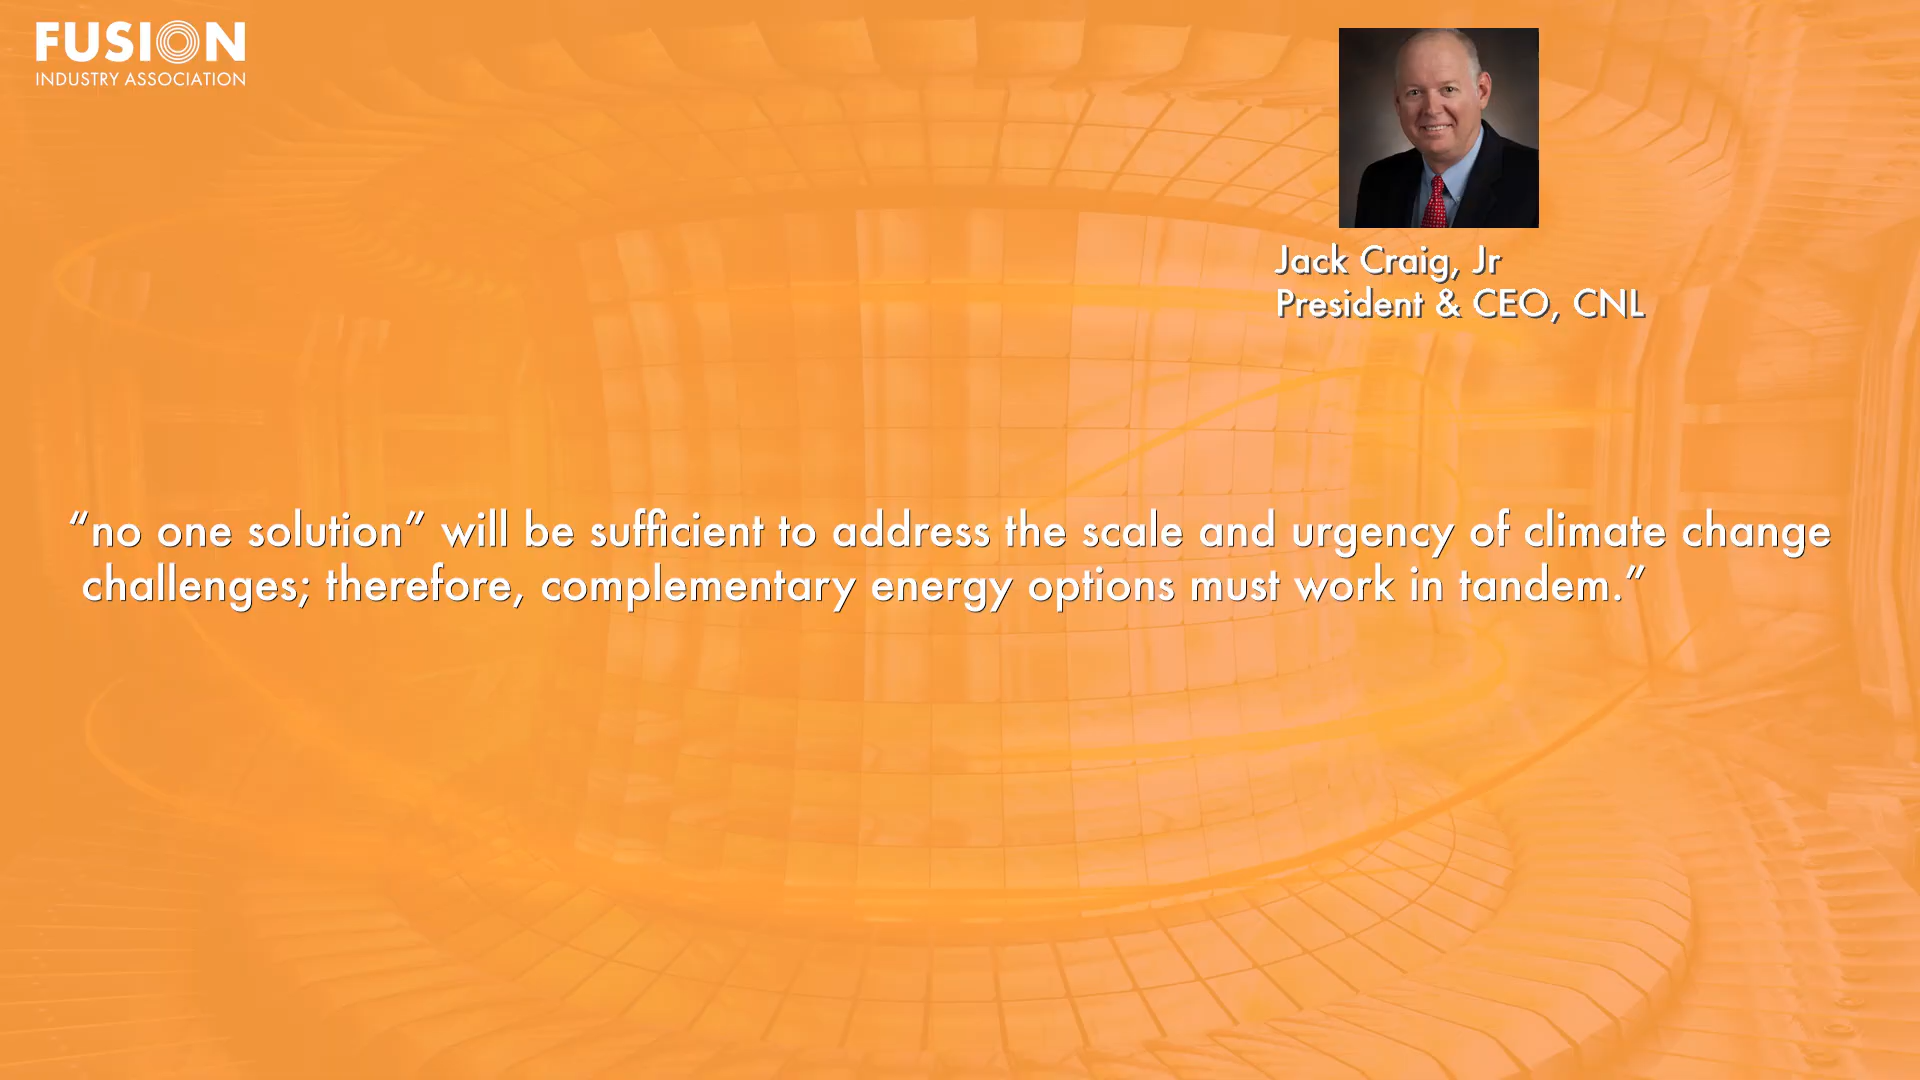 FUSION
INDUSTRY ASSOCIATION
Jack Craig, Jr
President & CEO, CNL
“no one solution” will be sufficient to address the scale and urgency of climate change
challenges; therefore, complementary energy options must work in tandem.”